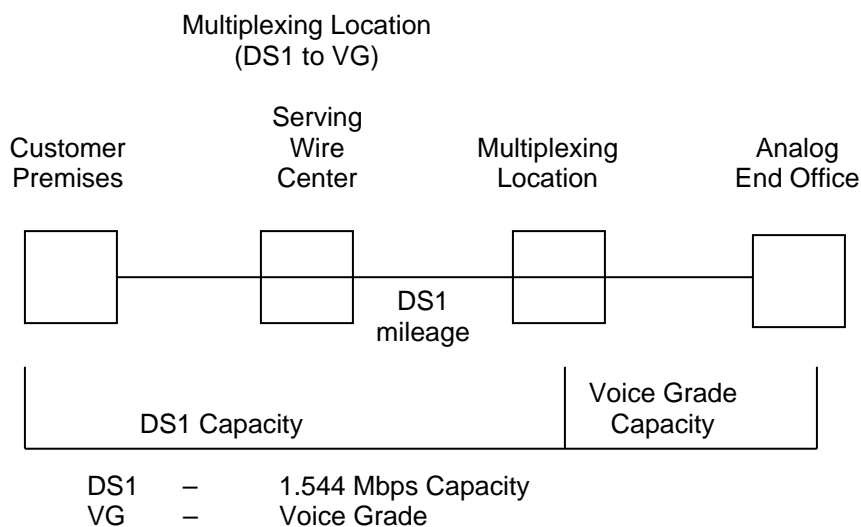 Multiplexing Location
(DS1 to VG)
Customer
Premises
Serving
Wire
Center
Multiplexing
Location
Analog
End Office
DS1
mileage
DS1 Capacity
Voice Grade
Capacity
DS1 – 1.544 Mbps Capacity
VG – Voice Grade